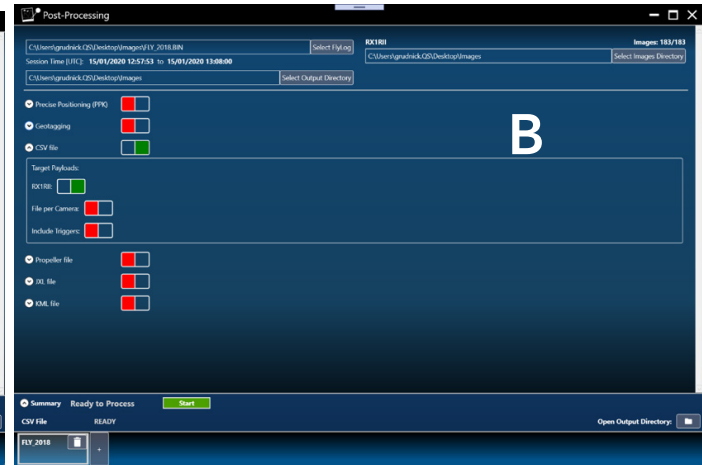 Post-Processing
C:\Users\grudnick.QS\Desktop\Images\FLY_2018.BIN Select FlyLog
Session Time [UTC]: 15/01/2020 12:57:53 to 15/01/2020 13:08:00
C:\Users\grudnick.QS\Desktop\Images Select Output Directory
RX1RII Images: 183/183
C:\Users\grudnick.QS\Desktop\Images Select Images Directory
Precise Positioning (PPK)
Geotagging
CSV file
B
Target Payloads:
RX1RII:
File per Camera:
Include Triggers:
Propeller file
JXL file
KML file
Summary Ready to Process Start
CSV File READY Open Output Directory:
FLY_2018 +